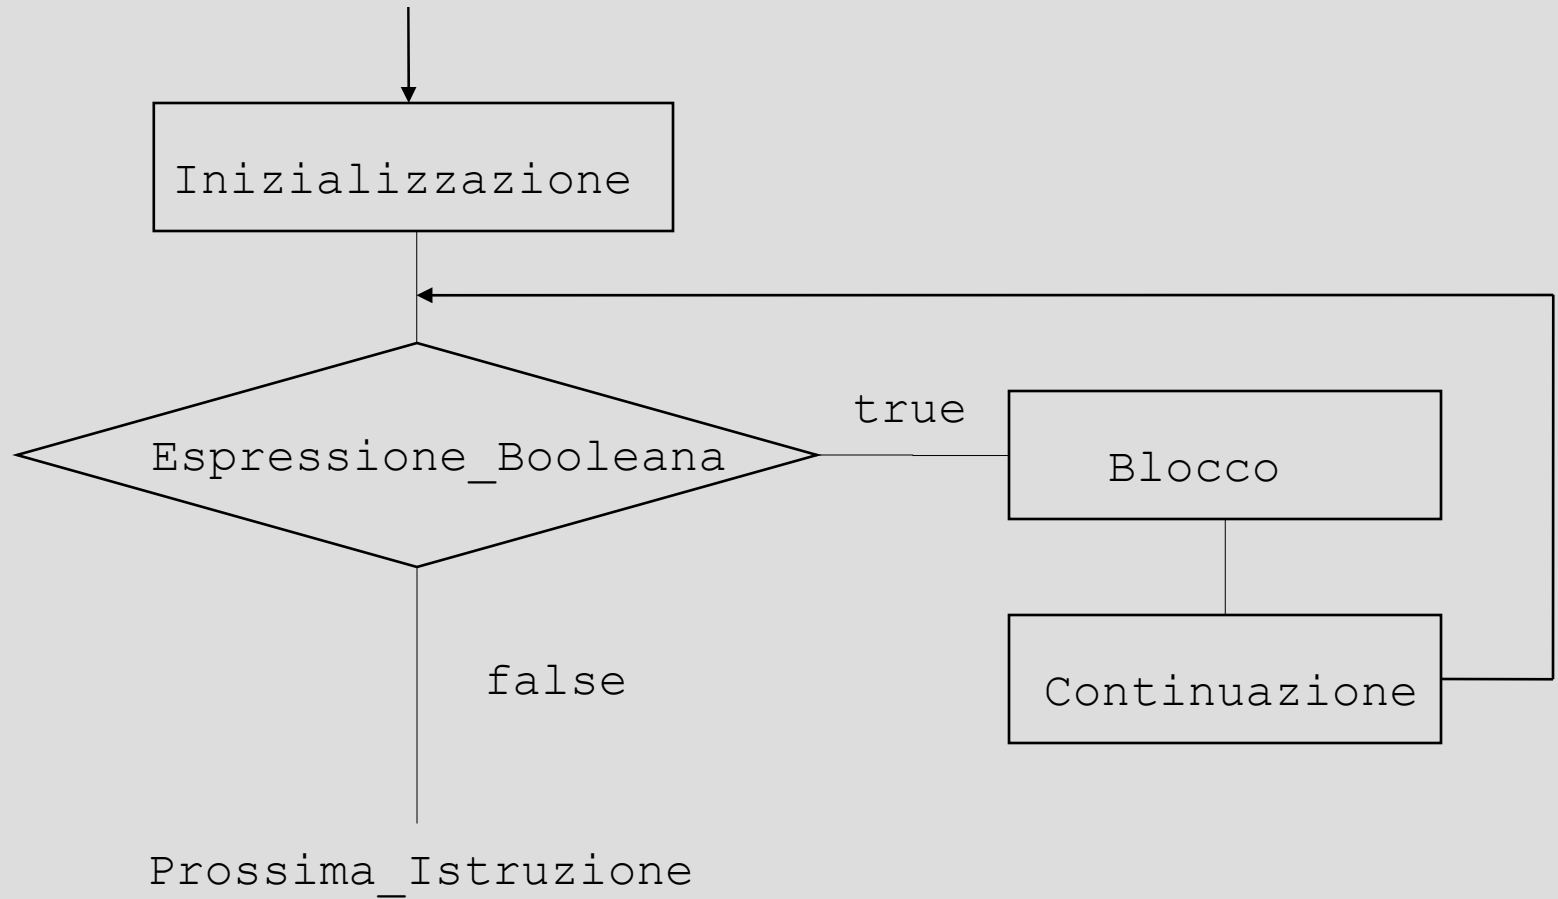 Inizializzazione
Espressione_Booleana
true
Blocco
false
Continuazione
Prossima_Istruzione